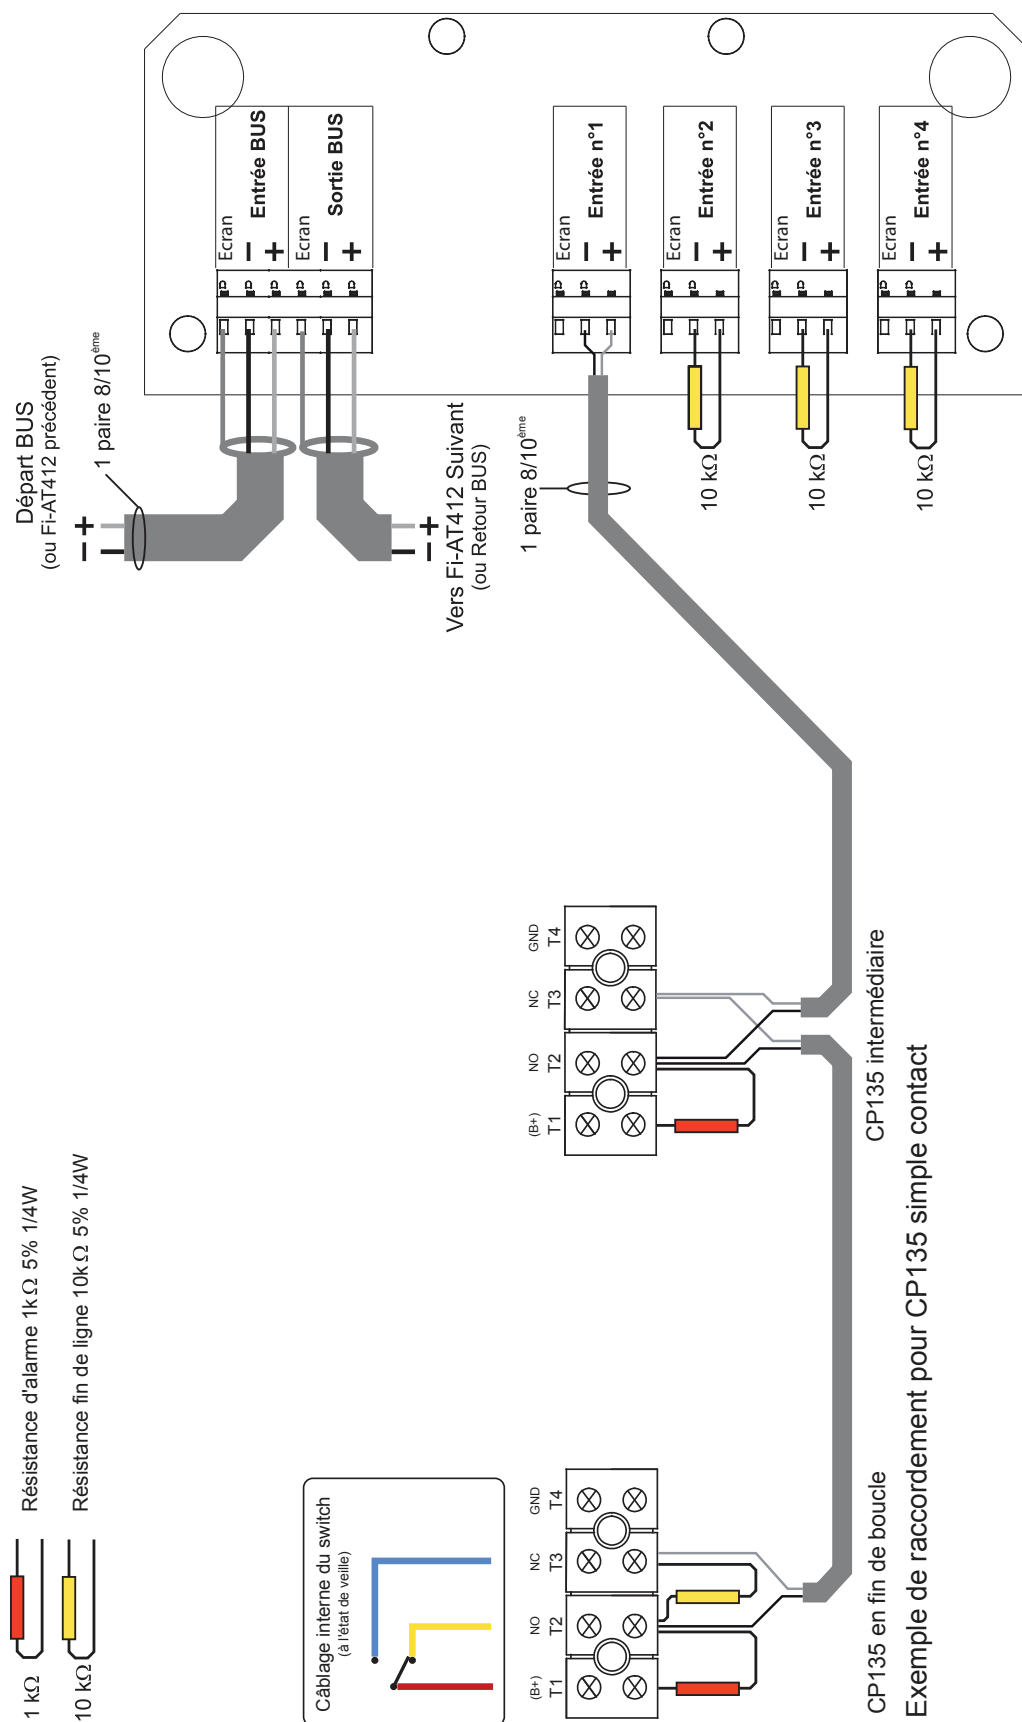 1 kΩ
Résistance d'alarme 1kΩ 5% 1/4W
10 kΩ
Résistance fin de ligne 10kΩ 5% 1/4W
Départ BUS
(ou Fi-AT412 précédent)
− +
1 paire 8/10ème
Ecran
−
Entrée BUS
+
Ecran
−
Sortie BUS
+
− +
Vers Fi-AT412 Suivant
(ou Retour BUS)
1 paire 8/10ème
Ecran
−
Entrée n°1
+
Ecran
−
Entrée n°2
+
10 kΩ
Ecran
−
Entrée n°3
+
10 kΩ
Ecran
−
Entrée n°4
+
10 kΩ
Câblage interne du switch
(à l'état de veille)
(B+) NO NC GND
T1 T2 T3 T4
CP135 en fin de boucle
(B+) NO NC GND
T1 T2 T3 T4
CP135 intermédiaire
Exemple de raccordement pour CP135 simple contact